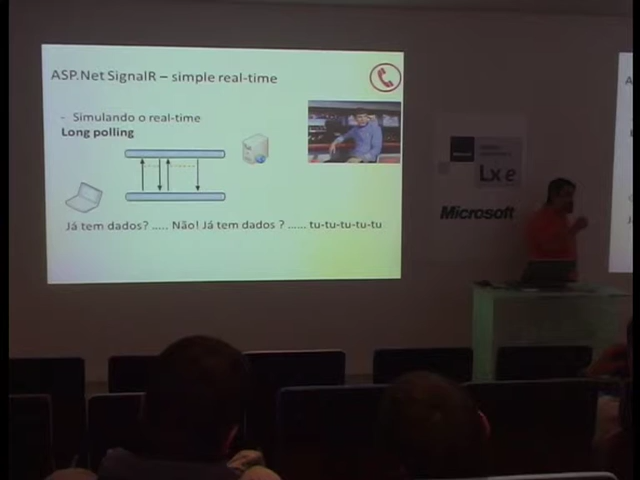 ASP.Net SignalR – simple real-time
- Simulando o real-time
Long polling
Já tem dados? ..... Não! Já tem dados ? ...... tu-tu-tu-tu-tu
Lx e
Microsoft